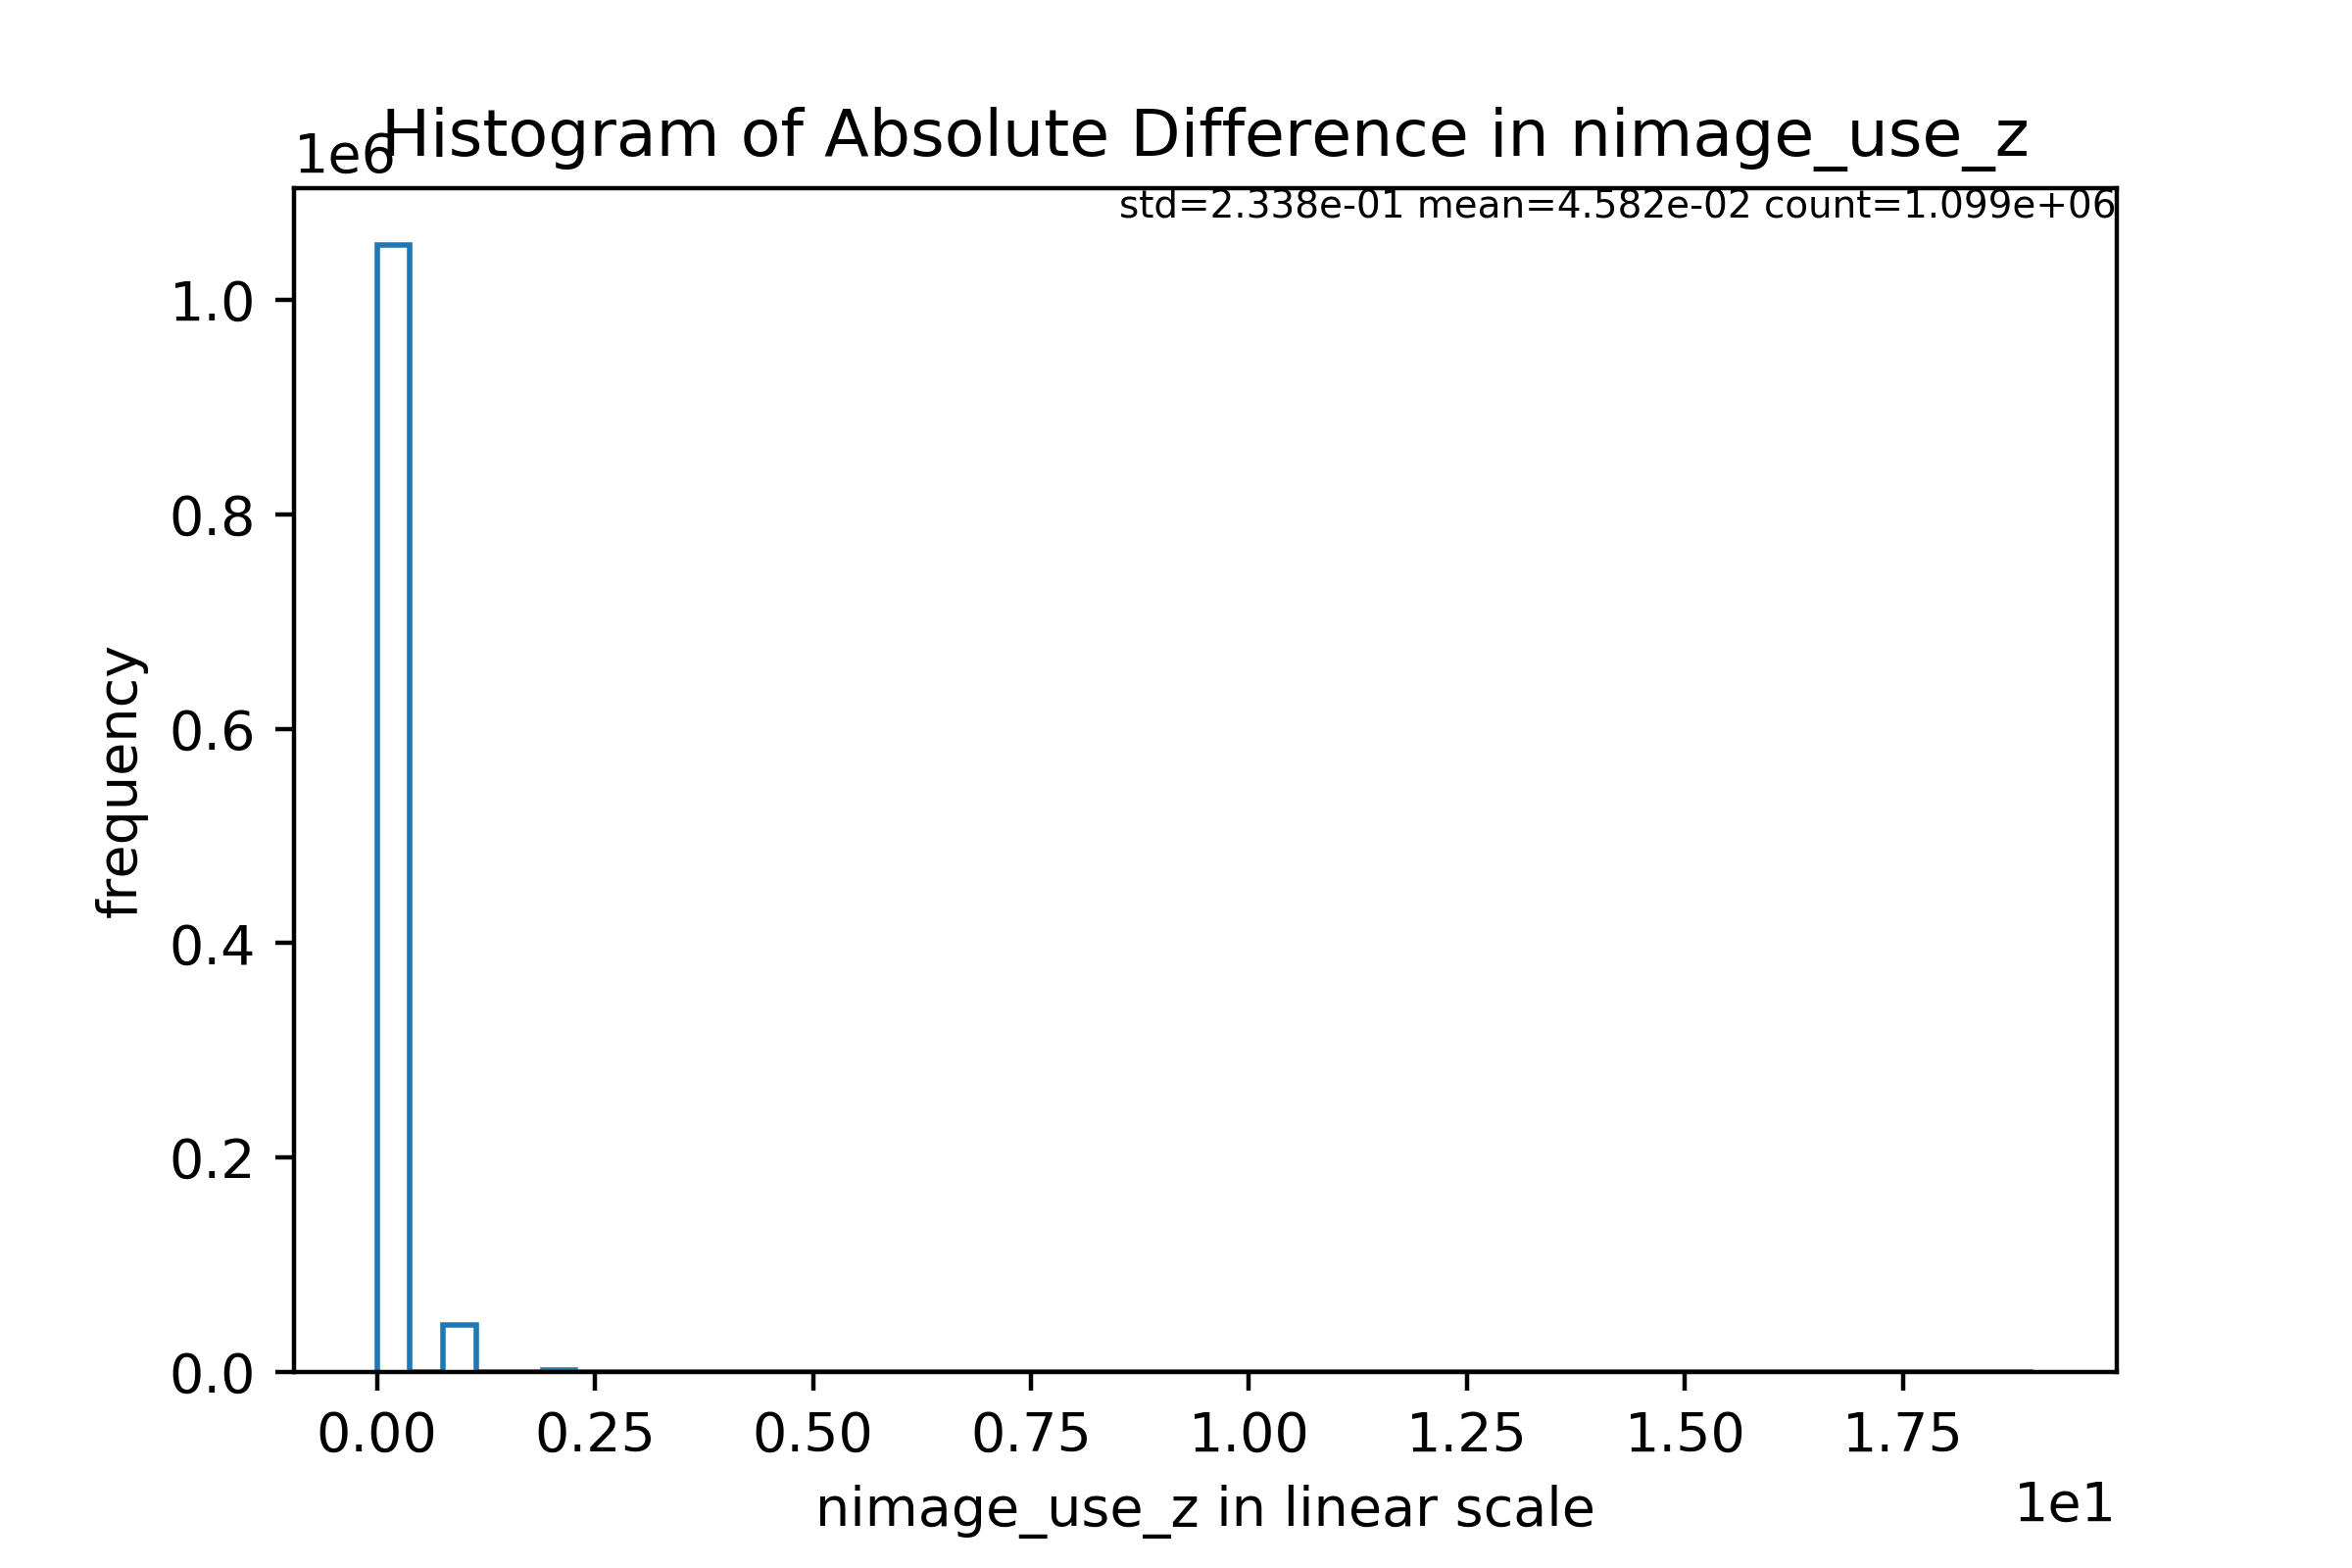 Histogram of Absolute Difference in nimage_use_z
1e6
std=2.338e-01 mean=4.582e-02 count=1.099e+06
1.0
0.8
0.6
0.4
0.2
0.0
frequency
0.00 0.25 0.50 0.75 1.00 1.25 1.50 1.75
1e1
nimage_use_z in linear scale